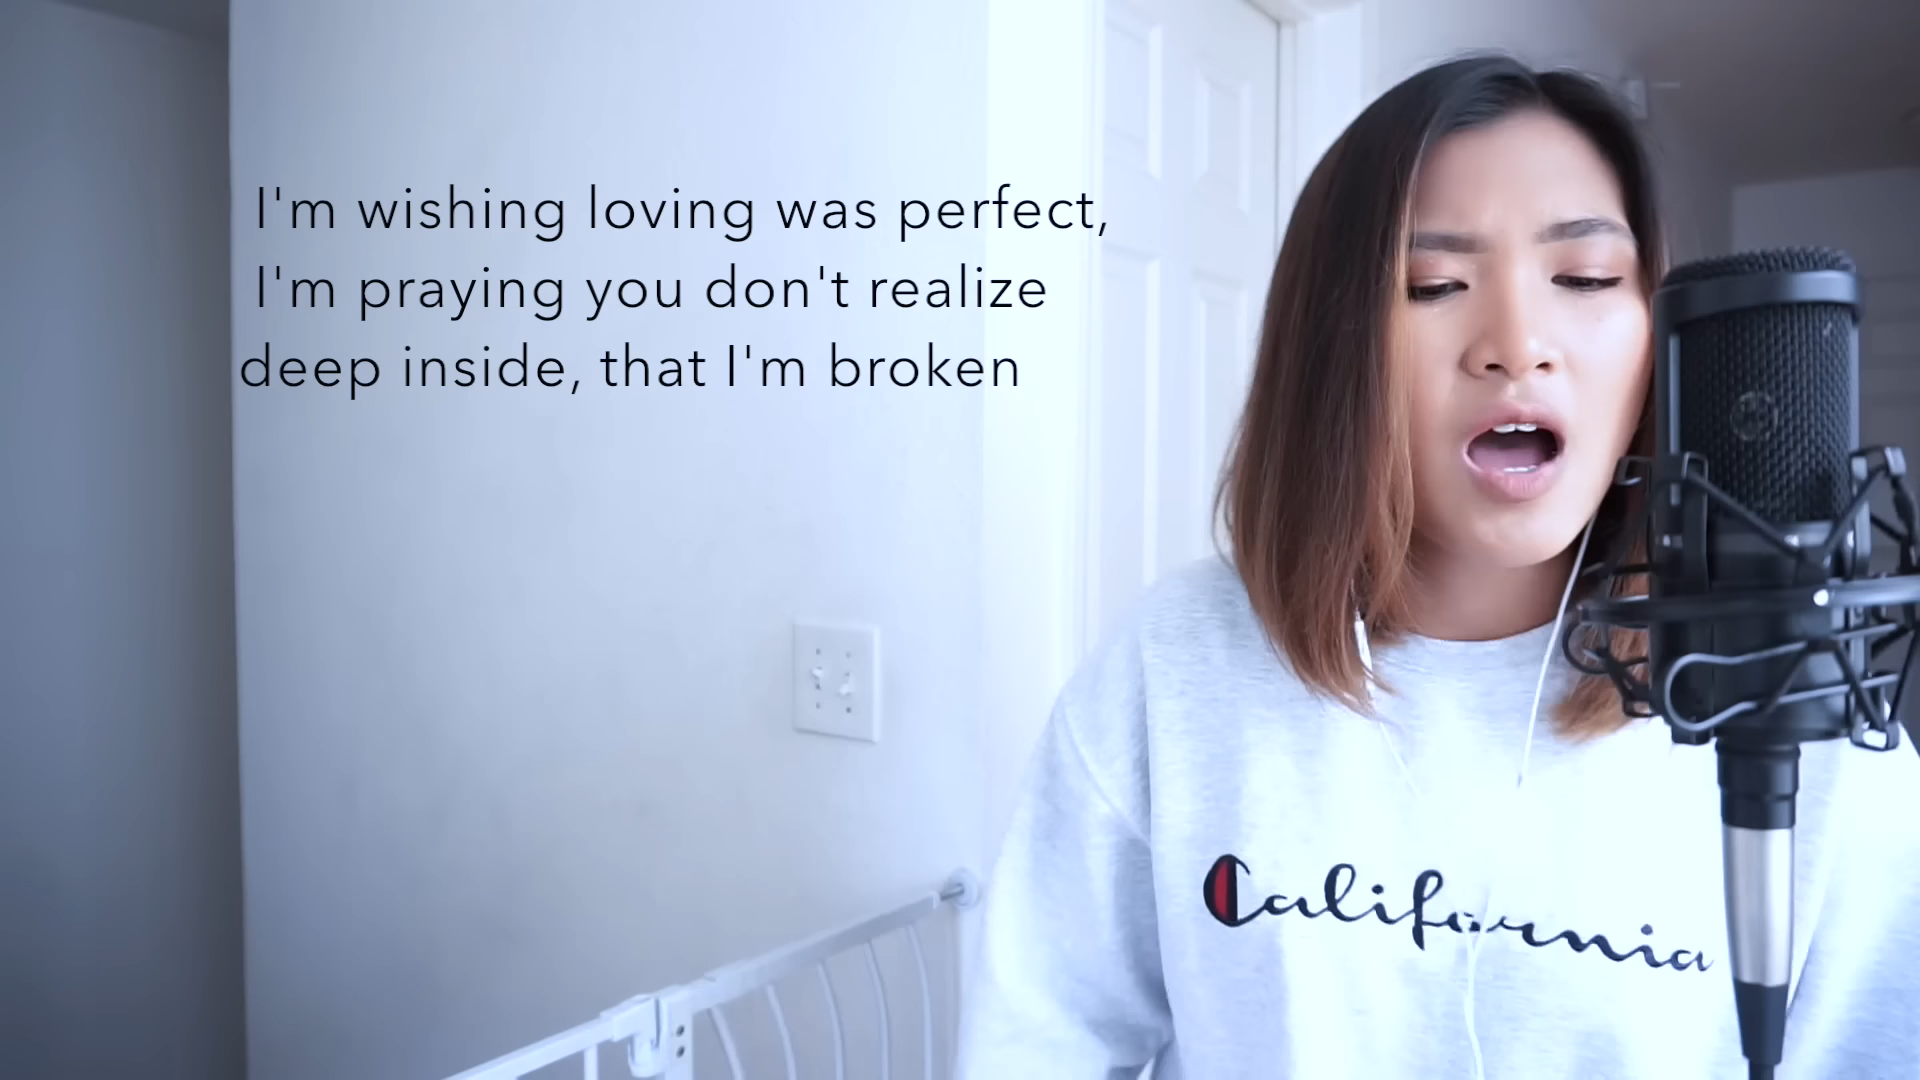 I'm wishing loving was perfect,
I'm praying you don't realize
deep inside, that I'm broken
California